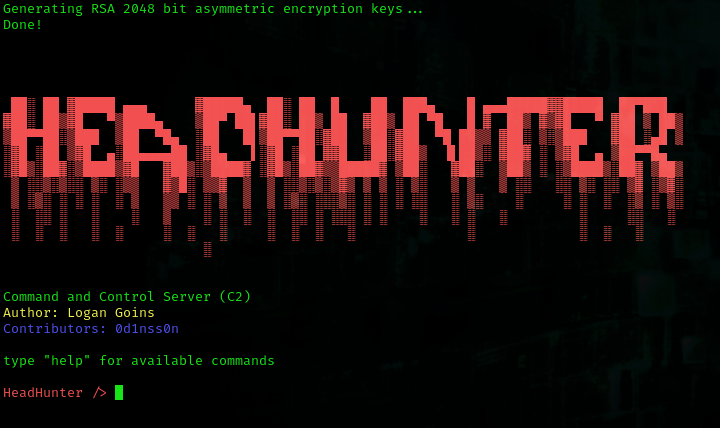 Generating RSA 2048 bit asymmetric encryption keys...
Done!
HEADHUNTER
Command and Control Server (C2)
Author: Logan Goins
Contributors: 0d1nss0n
type "help" for available commands
HeadHunter />